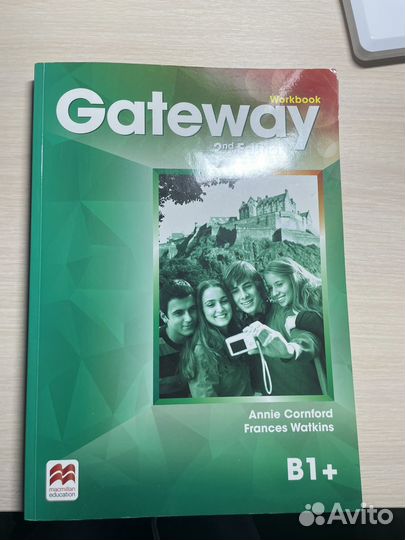 Workbook
Gateway
2nd Edition
Annie Cornford
Frances Watkins
B1+
macmillan
education
Avito